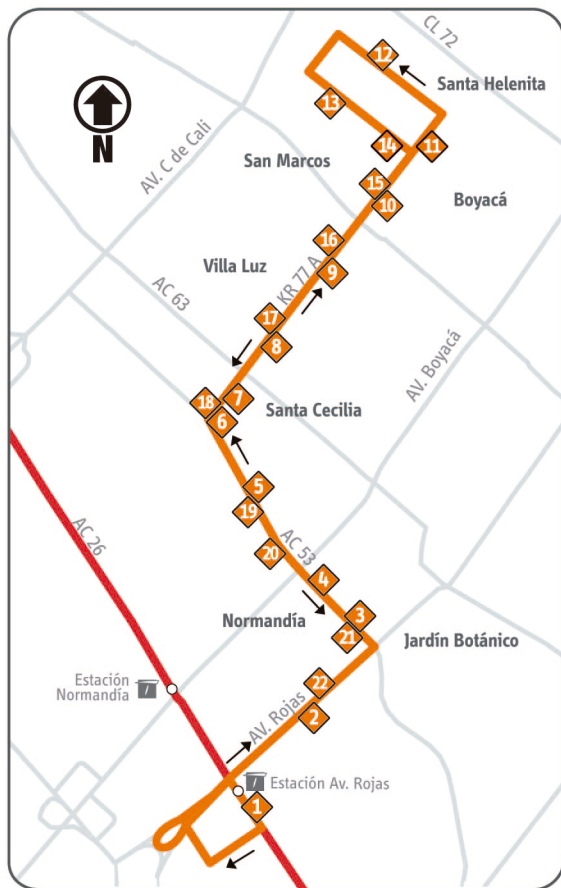 CL 72
12
Santa Helenita
N
13
AV. C de Cali
14
11
San Marcos
15
10
Boyacá
16
Villa Luz
9
KR 77 A
AC 63
17
8
AV. Boyacá
18
7
6
Santa Cecilia
5
19
AC 26
AC 53
20
4
Normandía
3
21
Jardín Botánico
Estación
Normandía
22
2
AV. Rojas
Estación Av. Rojas
1